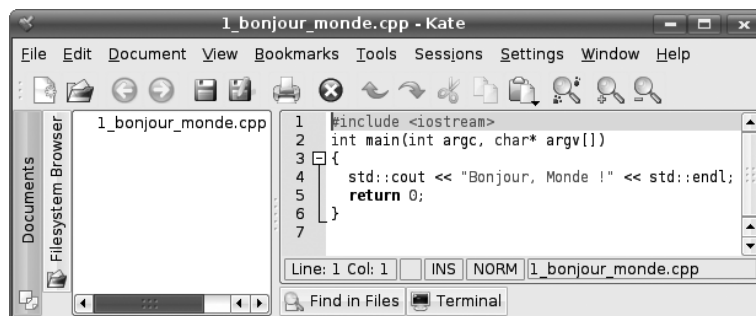 1_bonjour_monde.cpp - Kate
File Edit Document View Bookmarks Tools Sessions Settings Window Help
Documents
Filesystem Browser
1_bonjour_monde.cpp
1 #include <iostream>
2 int main(int argc, char* argv[])
3 {
4 std::cout << "Bonjour, Monde !" << std::endl;
5 return 0;
6 }
7
Line: 1 Col: 1 INS NORM 1_bonjour_monde.cpp
Find in Files Terminal